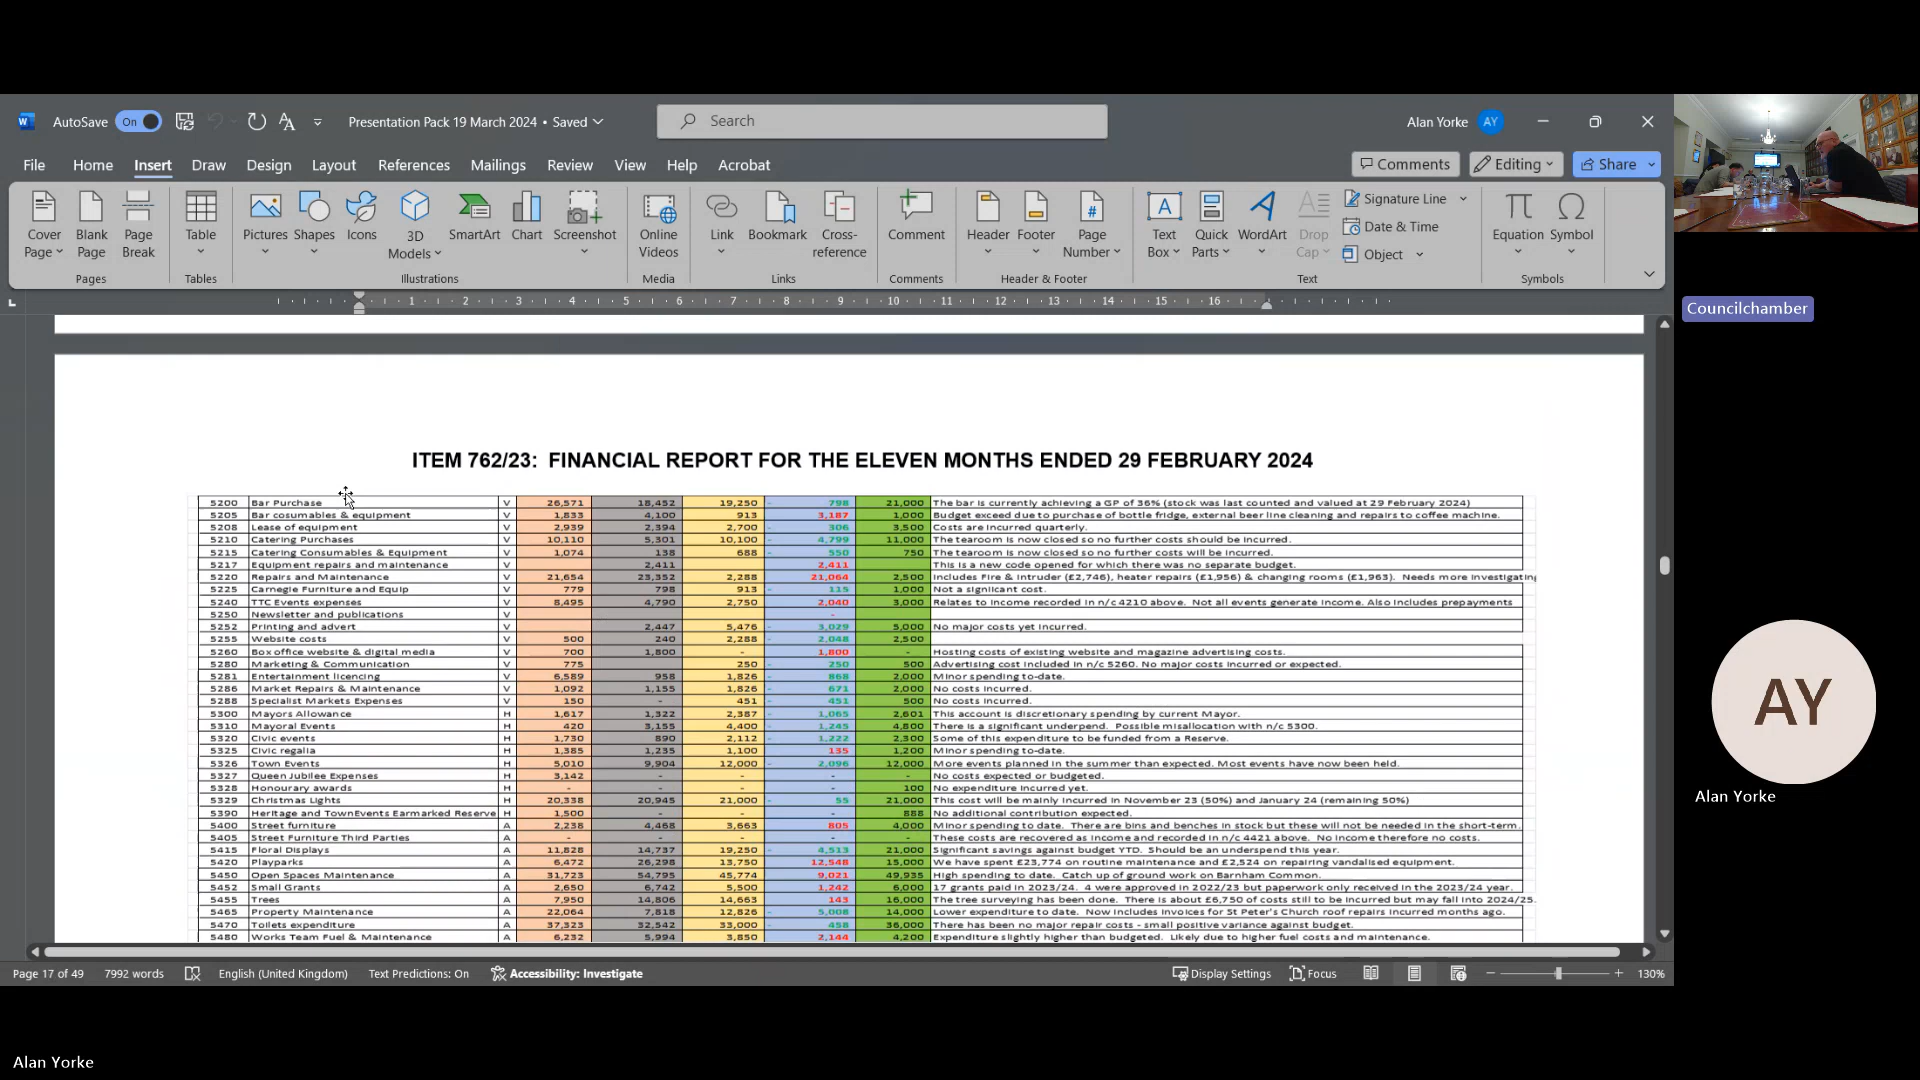 AutoSave On Presentation Pack 19 March 2024 • Saved Search Alan Yorke AY
File Home Insert Draw Design Layout References Mailings Review View Help Acrobat Comments Editing Share
Cover Page Blank Page Page Break Table Pictures Shapes Icons 3D Models SmartArt Chart Screenshot Online Videos Link Bookmark Cross-reference Comment Header Footer Page Number Text Box Quick Parts WordArt Drop Cap Signature Line Date & Time Object Equation Symbol
Pages Tables Illustrations Media Links Comments Header & Footer Text Symbols
1 2 3 4 5 6 7 8 9 10 11 12 13 14 15 16
ITEM 762/23: FINANCIAL REPORT FOR THE ELEVEN MONTHS ENDED 29 FEBRUARY 2024
5200 Bar Purchase V 26,571 18,452 19,250 - 798 21,000 The bar is currently achieving a GP of 36% (stock was last counted and valued at 29 February 2024)
5205 Bar cosumables & equipment V 1,833 4,100 913 3,187 1,000 Budget exceed due to purchase of bottle fridge, external beer line cleaning and repairs to coffee machine.
5208 Lease of equipment V 2,939 2,394 2,700 - 306 3,500 Costs are incurred quarterly.
5210 Catering Purchases V 10,110 5,301 10,100 - 4,799 11,000 The tearoom is now closed so no further costs should be incurred.
5215 Catering Consumables & Equipment V 1,074 138 688 - 550 750 The tearoom is now closed so no further costs will be incurred.
5217 Equipment repairs and maintenance V 2,411 2,411 This is a new code opened for which there was no separate budget.
5220 Repairs and Maintenance V 21,654 23,352 2,288 21,064 2,500 Includes Fire & Intruder (£2,746), heater repairs (£1,956) & changing rooms (£1,963). Needs more investigating
5225 Carnegie Furniture and Equip V 779 798 913 - 115 1,000 Not a signiicant cost.
5240 TTC Events expenses V 8,495 4,790 2,750 2,040 3,000 Relates to income recorded in n/c 4210 above. Not all events generate income. Also includes prepayments
5250 Newsletter and publications V -
5252 Printing and advert V 2,447 5,476 - 3,029 5,000 No major costs yet incurred.
5255 Website costs V 500 240 2,288 - 2,048 2,500
5260 Box office website & digital media V 700 1,800 - 1,800 - Hosting costs of existing website and magazine advertising costs.
5280 Marketing & Communication V 775 250 - 250 500 Advertising cost included in n/c 5260. No major costs incurred or expected.
5281 Entertainment licencing V 6,589 958 1,826 - 868 2,000 Minor spending to-date.
5286 Market Repairs & Maintenance V 1,092 1,155 1,826 - 671 2,000 No costs incurred.
5288 Specialist Markets Expenses V 150 - 451 - 451 500 No costs incurred.
5300 Mayors Allowance H 1,617 1,322 2,387 - 1,065 2,601 This account is discretionary spending by current Mayor.
5310 Mayoral Events H 420 3,155 4,400 - 1,245 4,800 There is a significant underpend. Possible misallocation with n/c 5300.
5320 Civic events H 1,730 890 2,112 - 1,222 2,300 Some of this expenditure to be funded from a Reserve.
5325 Civic regalia H 1,385 1,235 1,100 135 1,200 Minor spending to-date.
5326 Town Events H 5,010 9,904 12,000 - 2,096 12,000 More events planned in the summer than expected. Most events have now been held.
5327 Queen Jubilee Expenses H 3,142 - - - - No costs expected or budgeted.
5328 Honourary awards H - - - - 100 No expenditure incurred yet.
5329 Christmas Lights H 20,338 20,945 21,000 - 55 21,000 This cost will be mainly incurred in November 23 (50%) and January 24 (remaining 50%)
5390 Heritage and TownEvents Earmarked Reserve H 1,500 - - - 888 No additional contribution expected.
5400 Street furniture A 2,238 4,468 3,663 805 4,000 Minor spending to date. There are bins and benches in stock but these will not be needed in the short-term.
5405 Street Furniture Third Parties A - - - - - These costs are recovered as income and recorded in n/c 4421 above. No income therefore no costs.
5415 Floral Displays A 11,828 14,737 19,250 - 4,513 21,000 Significant savings against budget YTD. Should be an underspend this year.
5420 Playparks A 6,472 26,298 13,750 12,548 15,000 We have spent £23,774 on routine maintenance and £2,524 on repairing vandalised equipment.
5450 Open Spaces Maintenance A 31,723 54,795 45,774 9,021 49,935 High spending to date. Catch up of ground work on Barnham Common.
5452 Small Grants A 2,650 6,742 5,500 1,242 6,000 17 grants paid in 2023/24. 4 were approved in 2022/23 but paperwork only received in the 2023/24 year.
5455 Trees A 7,950 14,806 14,663 143 16,000 The tree surveying has been done. There is about £6,750 of costs still to be incurred but may fall into 2024/25.
5465 Property Maintenance A 22,064 7,818 12,826 - 5,008 14,000 Lower expenditure to date. Now includes invoices for St Peter's Church roof repairs incurred months ago.
5470 Toilets expenditure A 37,323 32,542 33,000 - 458 36,000 There has been no major repair costs - small positive variance against budget.
5480 Works Team Fuel & Maintenance A 6,232 5,994 3,850 2,144 4,200 Expenditure slightly higher than budgeted. Likely due to higher fuel costs and maintenance.
Page 17 of 49 7992 words English (United Kingdom) Text Predictions: On Accessibility: Investigate Display Settings Focus 130%
Councilchamber
AY
Alan Yorke
Alan Yorke